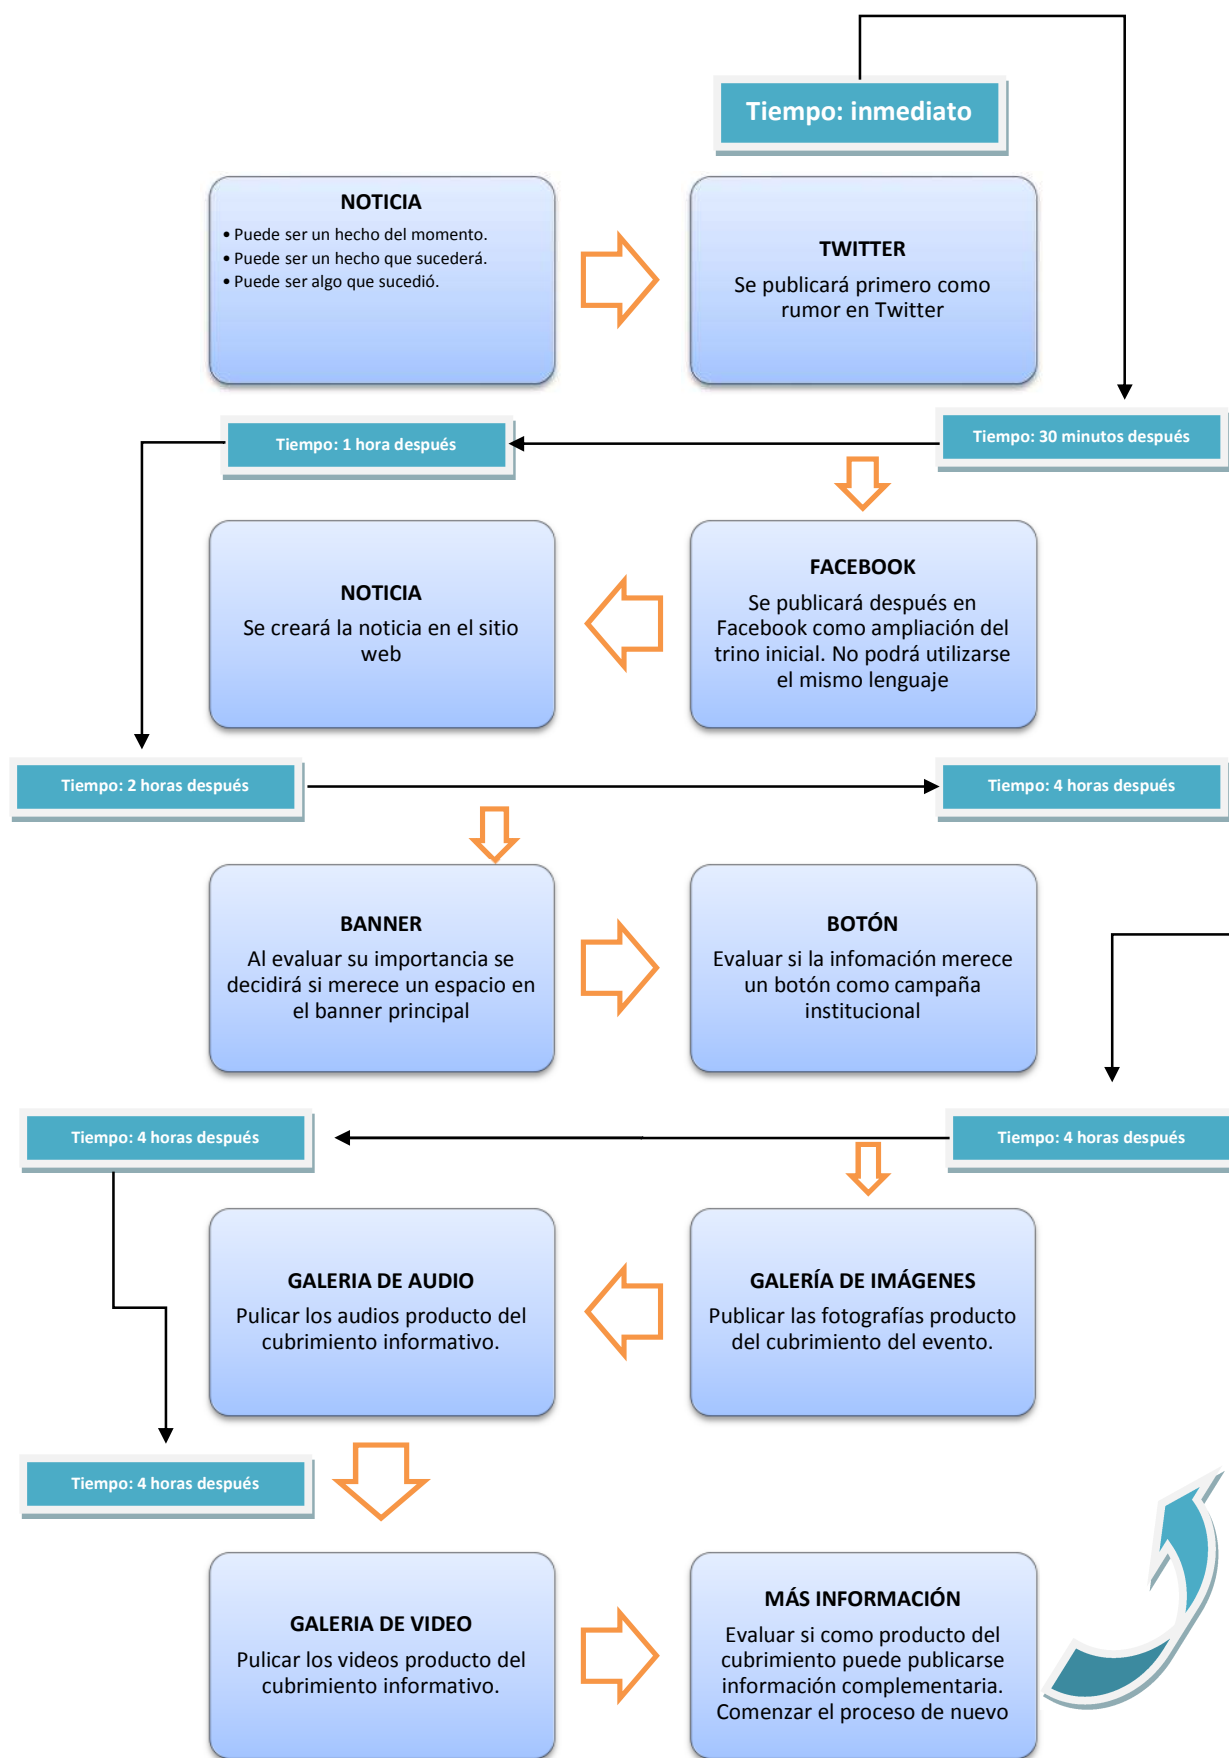 Tiempo: inmediato
NOTICIA
• Puede ser un hecho del momento.
• Puede ser un hecho que sucederá.
• Puede ser algo que sucedió.
TWITTER
Se publicará primero como
rumor en Twitter
Tiempo: 1 hora después
Tiempo: 30 minutos después
NOTICIA
Se creará la noticia en el sitio
web
FACEBOOK
Se publicará después en
Facebook como ampliación del
trino inicial. No podrá utilizarse
el mismo lenguaje
Tiempo: 2 horas después
Tiempo: 4 horas después
BANNER
Al evaluar su importancia se
decidirá si merece un espacio en
el banner principal
BOTÓN
Evaluar si la infomación merece
un botón como campaña
institucional
Tiempo: 4 horas después
Tiempo: 4 horas después
GALERIA DE AUDIO
Pulicar los audios producto del
cubrimiento informativo.
GALERÍA DE IMÁGENES
Publicar las fotografías producto
del cubrimiento del evento.
Tiempo: 4 horas después
GALERIA DE VIDEO
Pulicar los videos producto del
cubrimiento informativo.
MÁS INFORMACIÓN
Evaluar si como producto del
cubrimiento puede publicarse
información complementaria.
Comenzar el proceso de nuevo